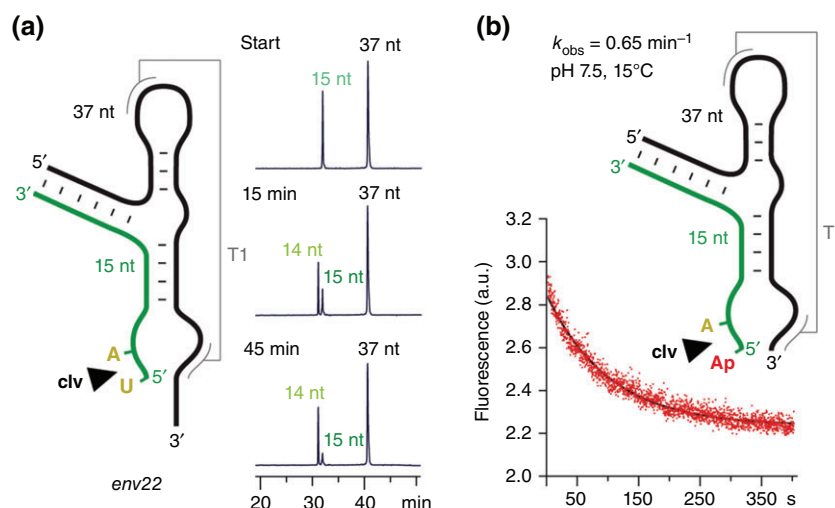 (a)
37 nt
5′
3′
15 nt
T1
A
clv
U
5′
3′
env22
Start
37 nt
15 nt
15 min
37 nt
14 nt
15 nt
45 min
37 nt
14 nt
15 nt
20 30 40 min
(b)
kobs = 0.65 min−1
pH 7.5, 15°C
37 nt
5′
3′
15 nt
T
A
clv
Ap
5′
3′
Fluorescence (a.u.)
3.2
3.0
2.8
2.6
2.4
2.2
2.0
50 150 250 350 s